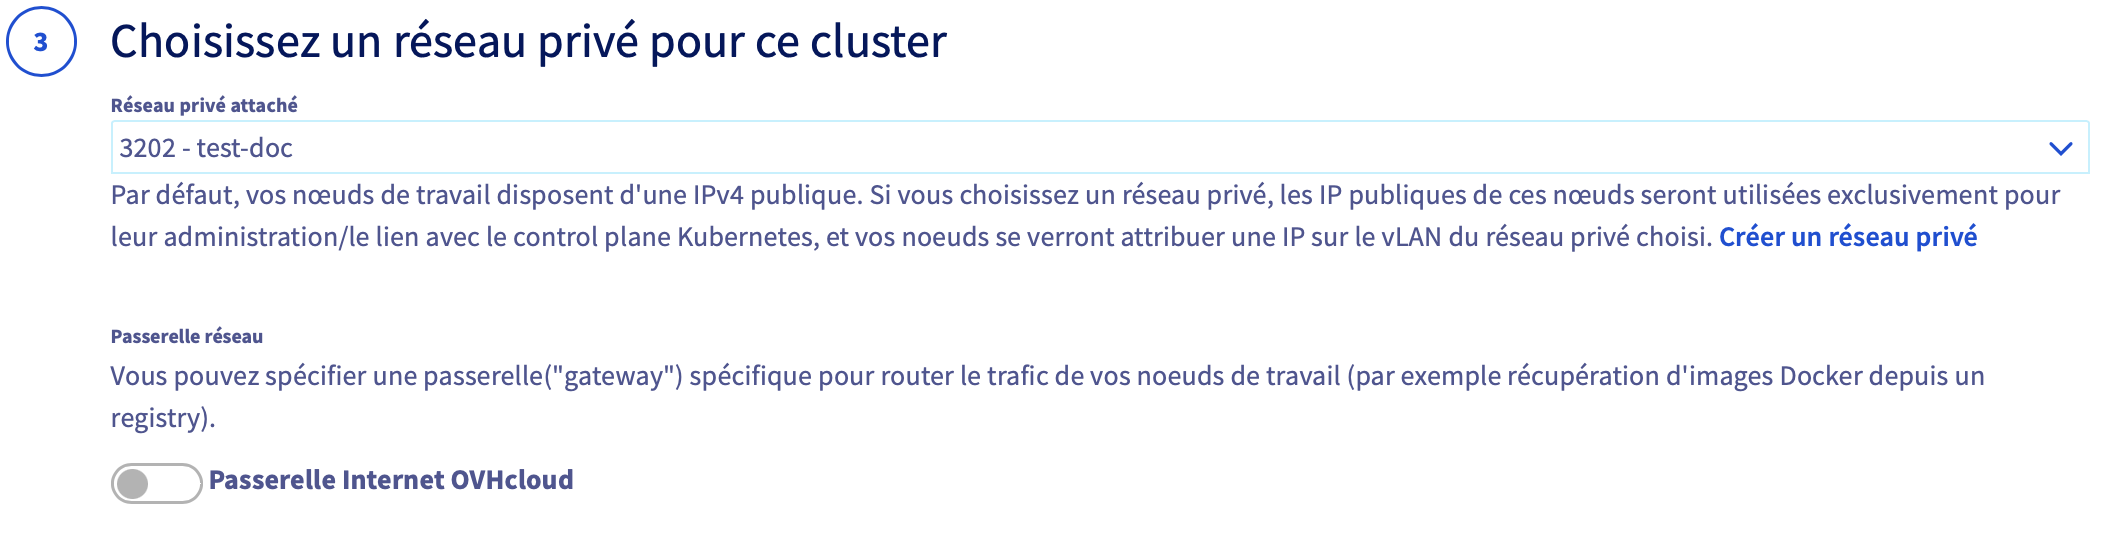 3
Choisissez un réseau privé pour ce cluster
Réseau privé attaché
3202 - test-doc
Par défaut, vos nœuds de travail disposent d'une IPv4 publique. Si vous choisissez un réseau privé, les IP publiques de ces nœuds seront utilisées exclusivement pour
leur administration/le lien avec le control plane Kubernetes, et vos noeuds se verront attribuer une IP sur le vLAN du réseau privé choisi. Créer un réseau privé
Passerelle réseau
Vous pouvez spécifier une passerelle("gateway") spécifique pour router le trafic de vos noeuds de travail (par exemple récupération d'images Docker depuis un
registry).
Passerelle Internet OVHcloud